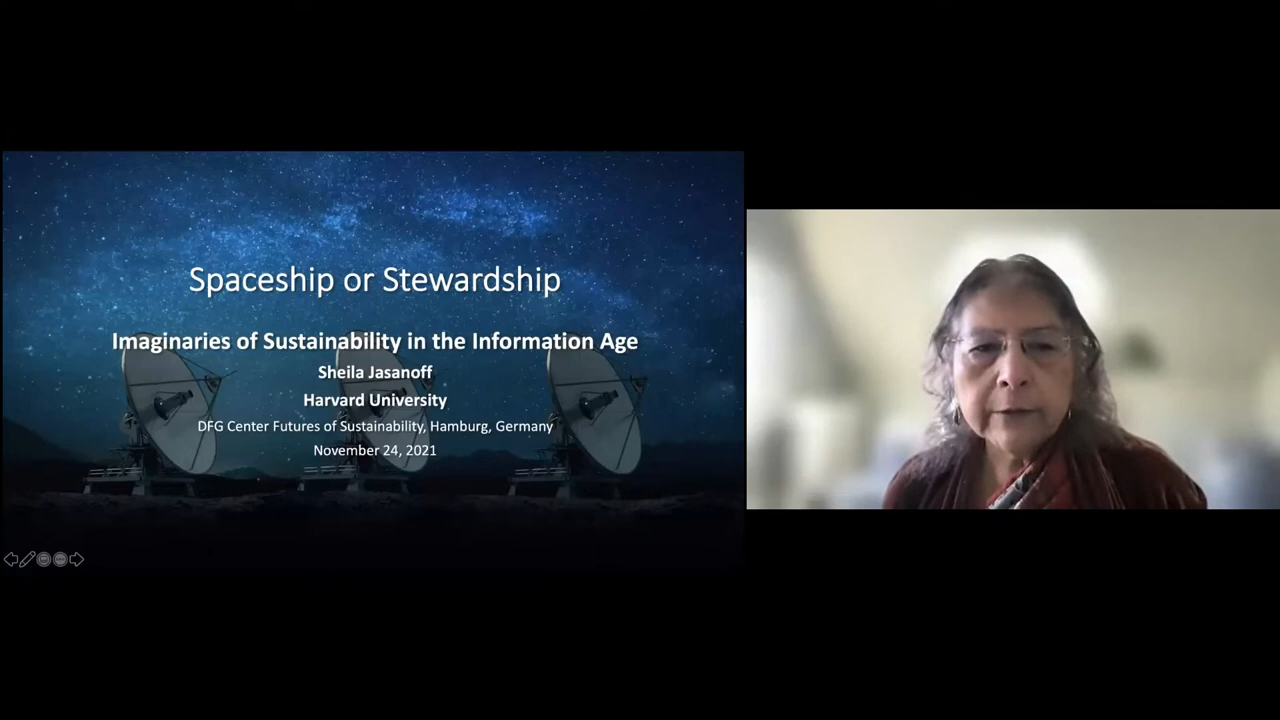 Spaceship or Stewardship
Imaginaries of Sustainability in the Information Age
Sheila Jasanoff
Harvard University
DFG Center Futures of Sustainability, Hamburg, Germany
November 24, 2021